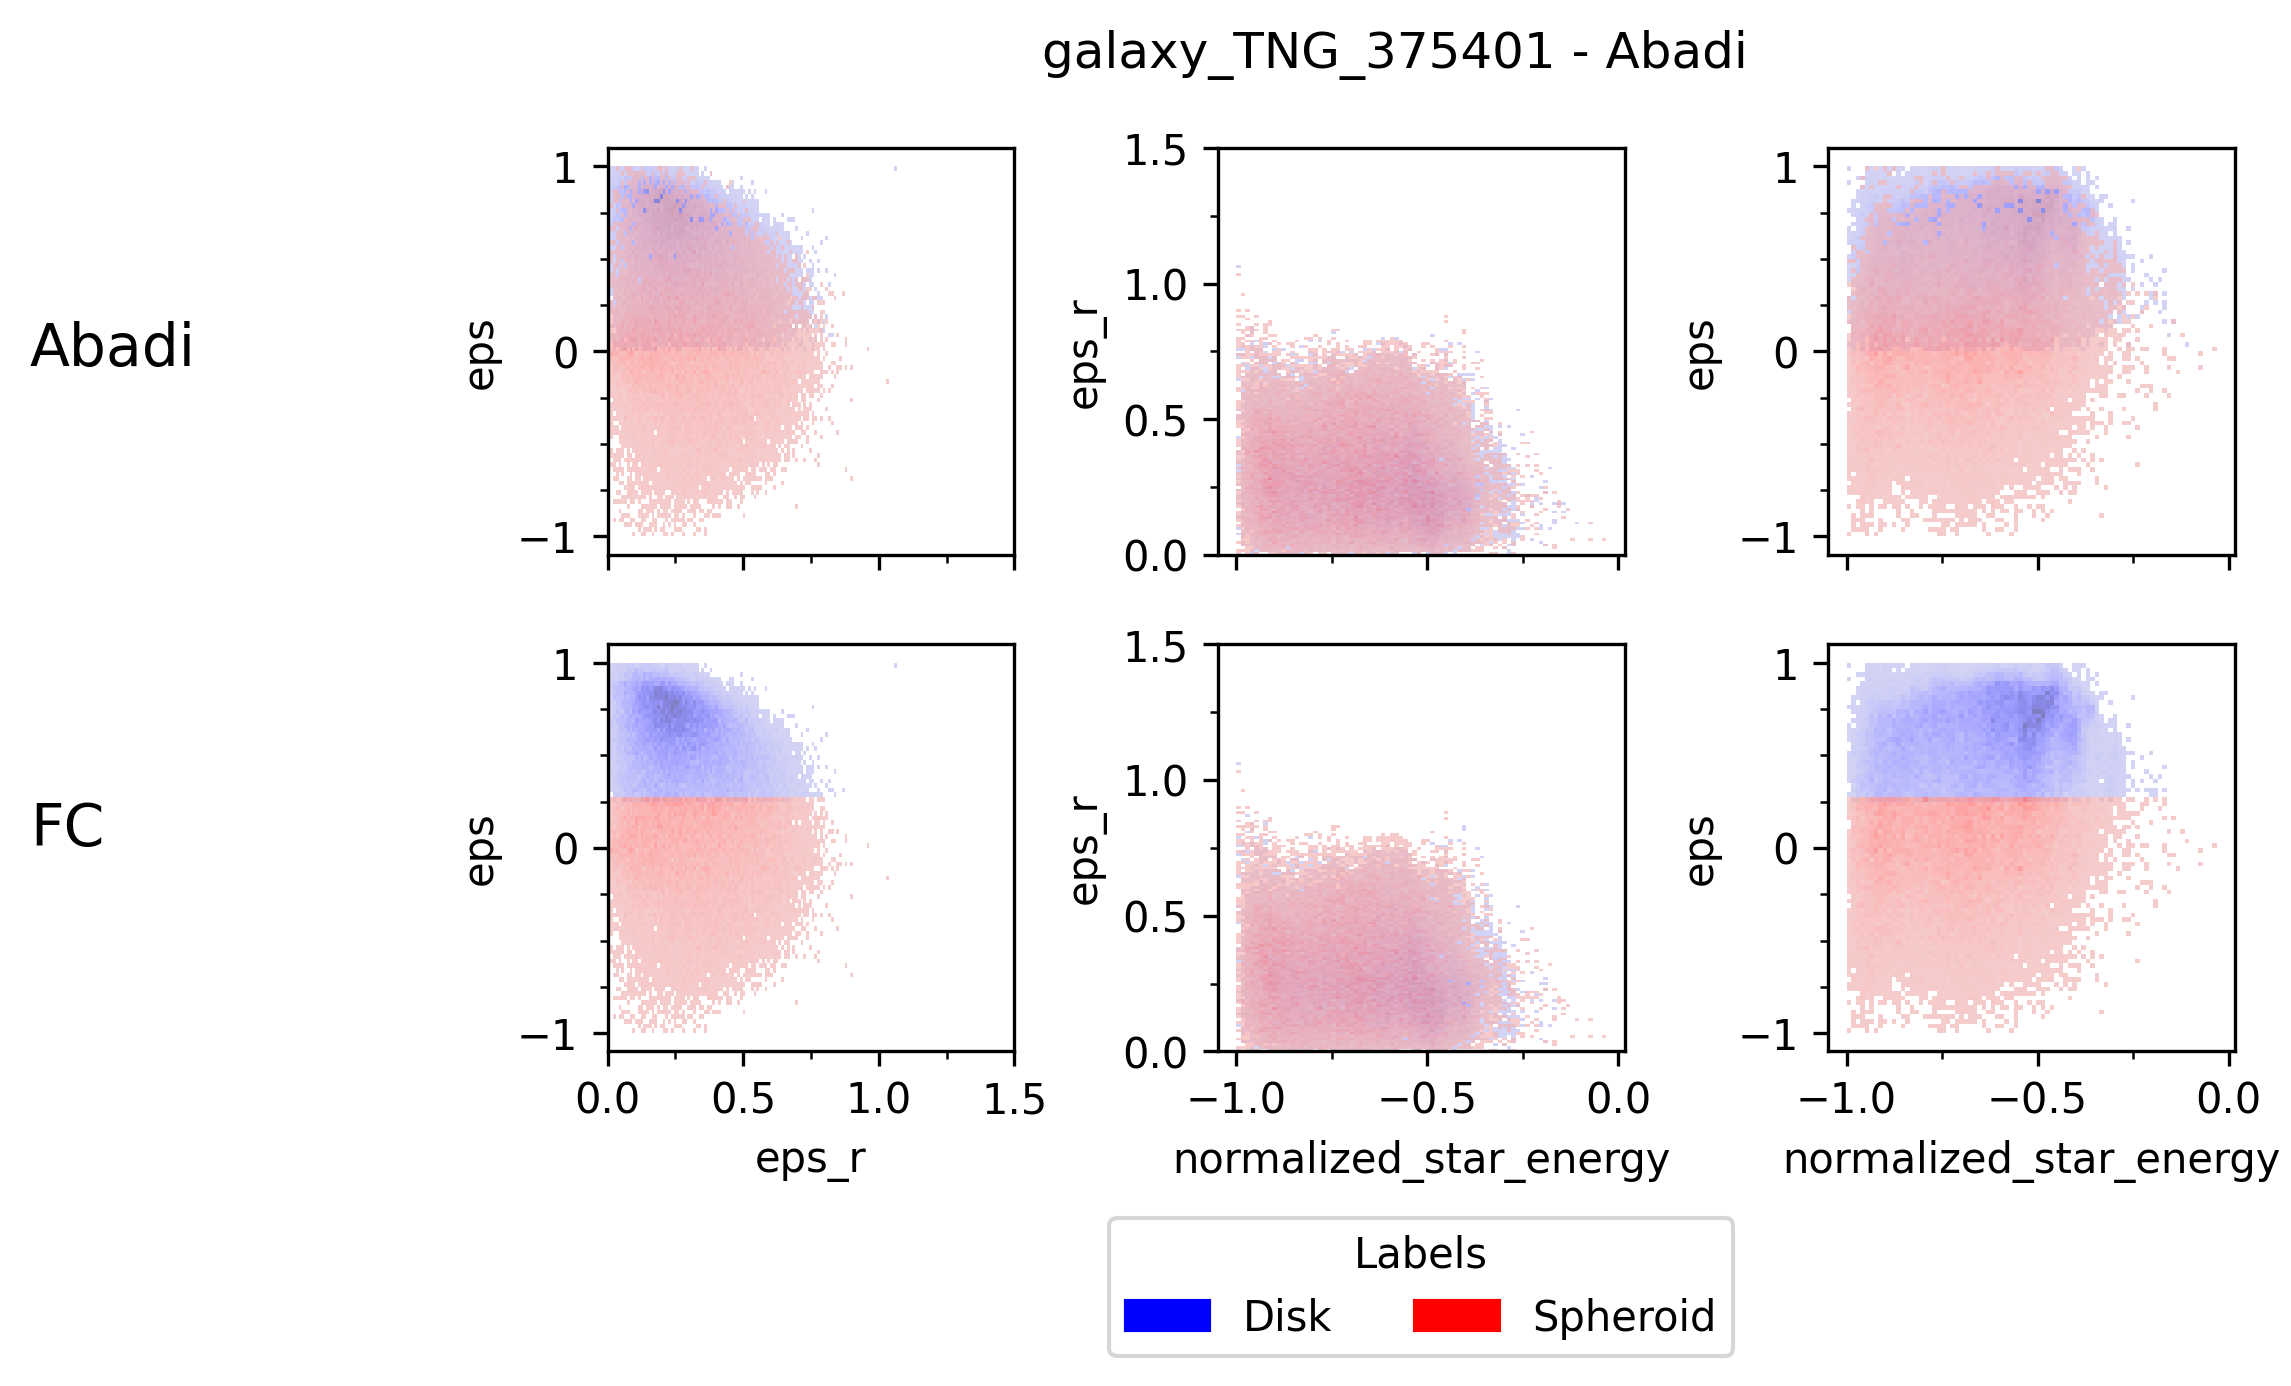 galaxy_TNG_375401 - Abadi
Abadi
eps
1
0
−1
eps_r
1.5
1.0
0.5
0.0
eps
1
0
−1
FC
eps
1
0
−1
0.0 0.5 1.0 1.5
eps_r
eps_r
1.5
1.0
0.5
0.0
−1.0 −0.5 0.0
normalized_star_energy
eps
1
0
−1
−1.0 −0.5 0.0
normalized_star_energy
Labels
Disk Spheroid